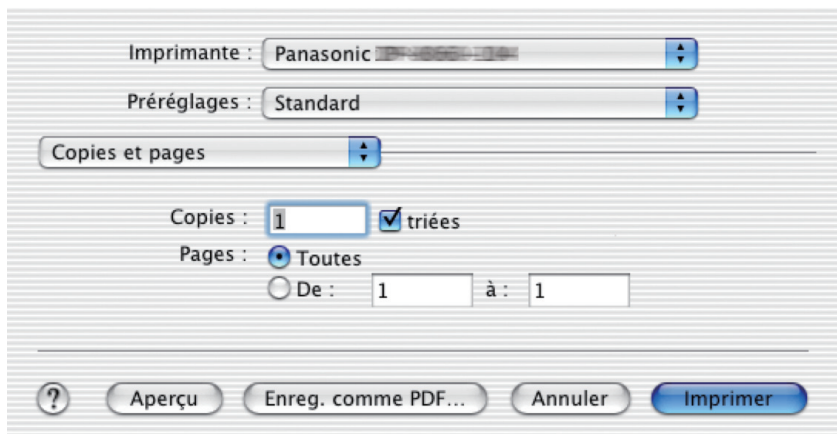 Imprimante : Panasonic
Préréglages : Standard
Copies et pages
Copies : 1 triées
Pages : Toutes
De : 1 à : 1
? Aperçu Enreg. comme PDF... Annuler Imprimer